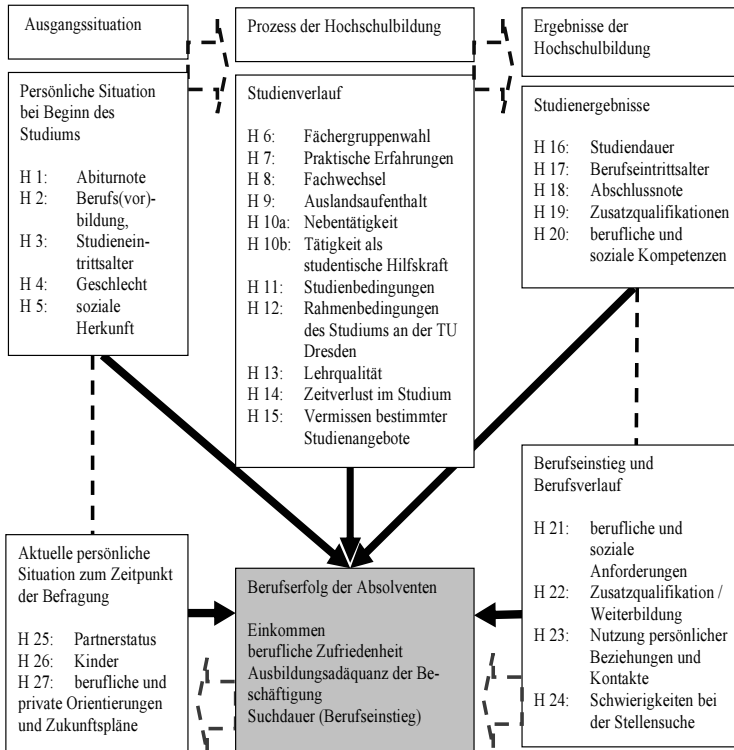 Ausgangssituation
Prozess der Hochschulbildung
Ergebnisse der
Hochschulbildung
Persönliche Situation
bei Beginn des
Studiums
H 1: Abiturnote
H 2: Berufs(vor)-
bildung,
H 3: Studienein-
trittsalter
H 4: Geschlecht
H 5: soziale
Herkunft
Studienverlauf
H 6: Fächergruppenwahl
H 7: Praktische Erfahrungen
H 8: Fachwechsel
H 9: Auslandsaufenthalt
H 10a: Nebentätigkeit
H 10b: Tätigkeit als
studentische Hilfskraft
H 11: Studienbedingungen
H 12: Rahmenbedingungen
des Studiums an der TU
Dresden
H 13: Lehrqualität
H 14: Zeitverlust im Studium
H 15: Vermissen bestimmter
Studienangebote
Studienergebnisse
H 16: Studiendauer
H 17: Berufseintrittsalter
H 18: Abschlussnote
H 19: Zusatzqualifikationen
H 20: berufliche und
soziale Kompetenzen
Aktuelle persönliche
Situation zum Zeitpunkt
der Befragung
H 25: Partnerstatus
H 26: Kinder
H 27: berufliche und
private Orientierungen
und Zukunftspläne
Berufserfolg der Absolventen
Einkommen
berufliche Zufriedenheit
Ausbildungsadäquanz der Be-
schäftigung
Suchdauer (Berufseinstieg)
Berufseinstieg und
Berufsverlauf
H 21: berufliche und
soziale
Anforderungen
H 22: Zusatzqualifikation /
Weiterbildung
H 23: Nutzung persönlicher
Beziehungen und
Kontakte
H 24: Schwierigkeiten bei
der Stellensuche